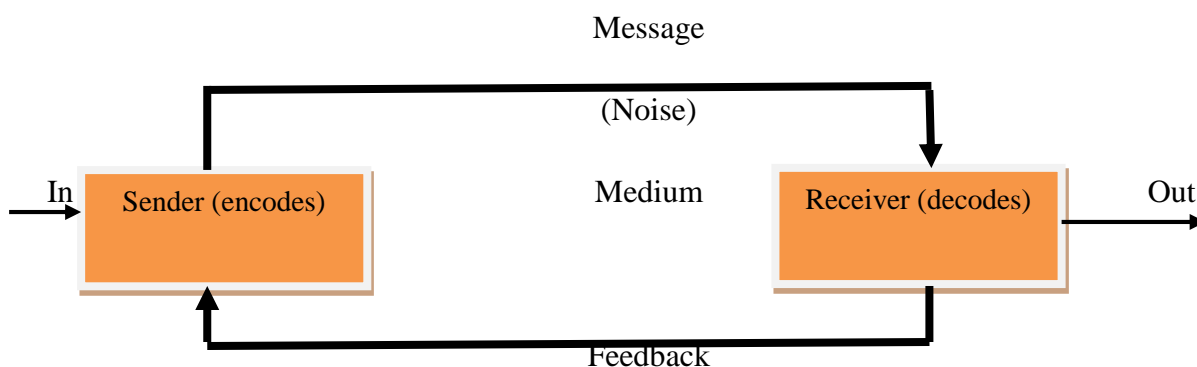 Message
(Noise)
In
Sender (encodes)
Medium
Receiver (decodes)
Out
Feedback